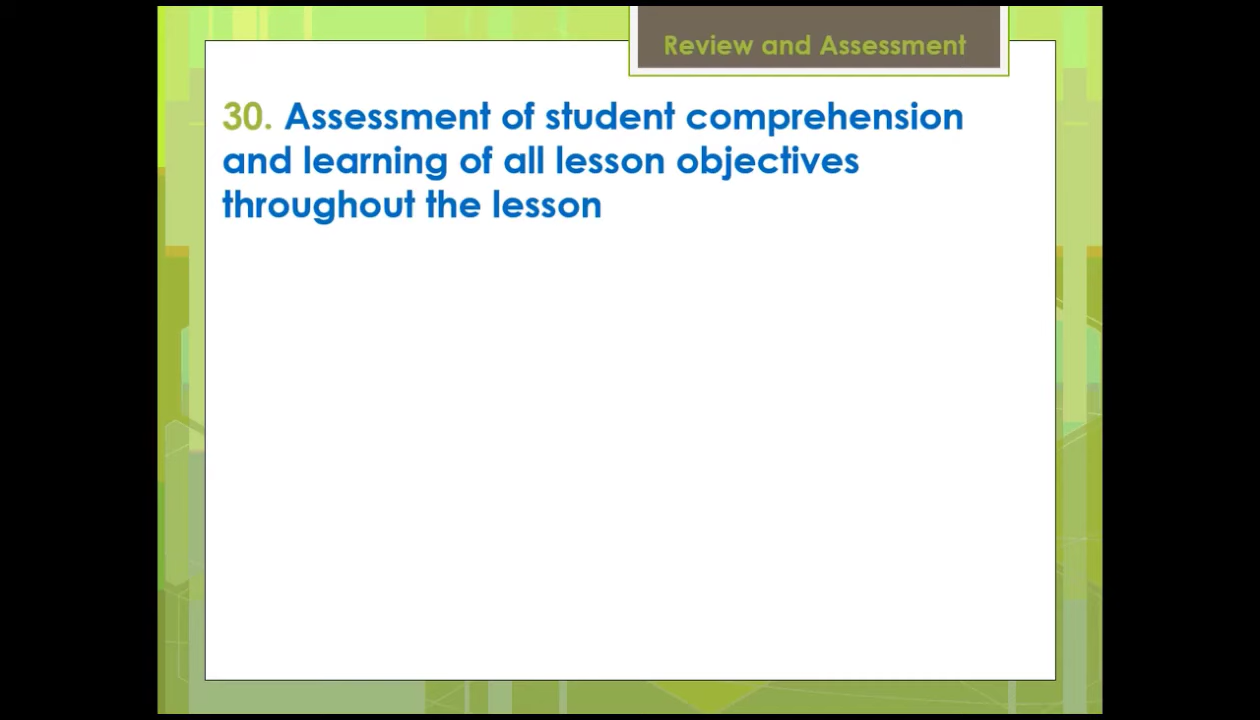 Review and Assessment
30. Assessment of student comprehension
and learning of all lesson objectives
throughout the lesson